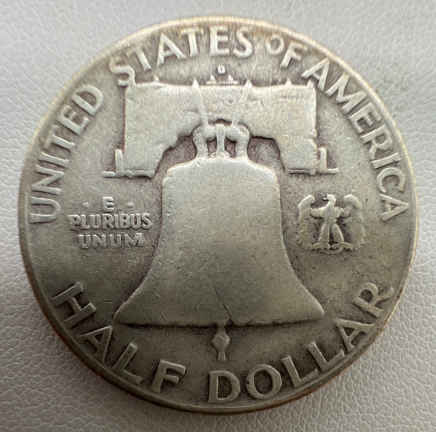 UNITED STATES OF AMERICA
D
· E ·
PLURIBUS
UNUM
HALF DOLLAR